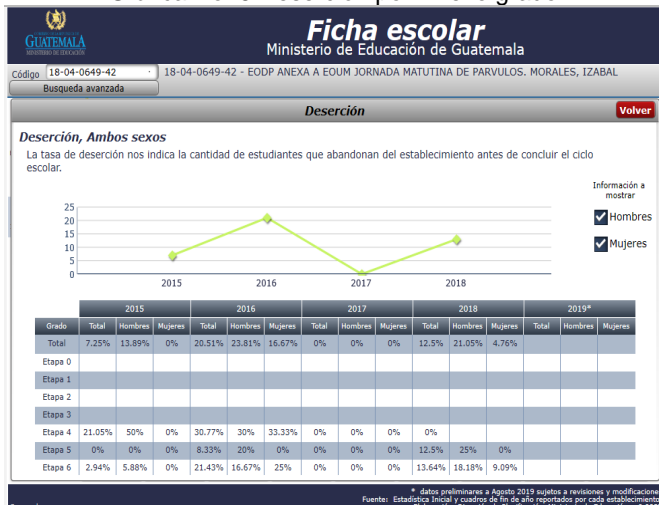 GUATEMALA
MINISTERIO DE EDUCACIÓN
Ficha escolar
Ministerio de Educación de Guatemala
Código 18-04-0649-42 18-04-0649-42 - EODP ANEXA A EOUM JORNADA MATUTINA DE PARVULOS. MORALES, IZABAL
Busqueda avanzada
Deserción Volver
Deserción, Ambos sexos
La tasa de deserción nos indica la cantidad de estudiantes que abandonan del establecimiento antes de concluir el ciclo
escolar.
Información a
mostrar
Hombres
Mujeres
25
20
15
10
5
0
2015 2016 2017 2018
2015 2016 2017 2018 2019*
Grado Total Hombres Mujeres Total Hombres Mujeres Total Hombres Mujeres Total Hombres Mujeres Total Hombres Mujeres
Total 7.25% 13.89% 0% 20.51% 23.81% 16.67% 0% 0% 0% 12.5% 21.05% 4.76%
Etapa 0
Etapa 1
Etapa 2
Etapa 3
Etapa 4 21.05% 50% 0% 30.77% 30% 33.33% 0% 0% 0% 0%
Etapa 5 0% 0% 0% 8.33% 20% 0% 0% 0% 0% 12.5% 25% 0%
Etapa 6 2.94% 5.88% 0% 21.43% 16.67% 25% 0% 0% 0% 13.64% 18.18% 9.09%
* datos preliminares a Agosto 2019 sujetos a revisiones y modificaciones
Fuente: Estadística Inicial y cuadros de fin de año reportados por cada establecimiento